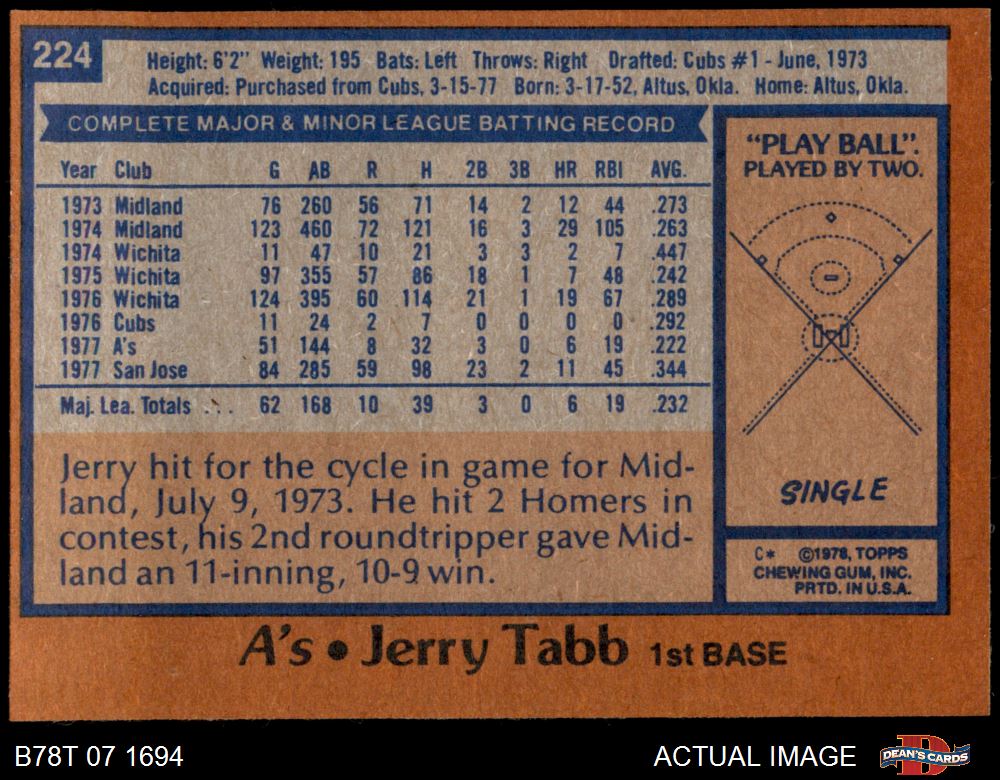 224
Height: 6'2" Weight: 195 Bats: Left Throws: Right Drafted: Cubs #1 - June, 1973
Acquired: Purchased from Cubs, 3-15-77 Born: 3-17-52, Altus, Okla. Home: Altus, Okla.
COMPLETE MAJOR & MINOR LEAGUE BATTING RECORD
Year Club G AB R H 2B 3B HR RBI AVG.
1973 Midland 76 260 56 71 14 2 12 44 .273
1974 Midland 123 460 72 121 16 3 29 105 .263
1974 Wichita 11 47 10 21 3 3 2 7 .447
1975 Wichita 97 355 57 86 18 1 7 48 .242
1976 Wichita 124 395 60 114 21 1 19 67 .289
1976 Cubs 11 24 2 7 0 0 0 0 .292
1977 A's 51 144 8 32 3 0 6 19 .222
1977 San Jose 84 285 59 98 23 2 11 45 .344
Maj. Lea. Totals ... 62 168 10 39 3 0 6 19 .232
Jerry hit for the cycle in game for Mid-
land, July 9, 1973. He hit 2 Homers in
contest, his 2nd roundtripper gave Mid-
land an 11-inning, 10-9 win.
"PLAY BALL".
PLAYED BY TWO.
SINGLE
C* ©1978, TOPPS
CHEWING GUM, INC.
PRTD. IN U.S.A.
A's • Jerry Tabb 1st BASE
B78T 07 1694
ACTUAL IMAGE
D
DEAN'S CARDS